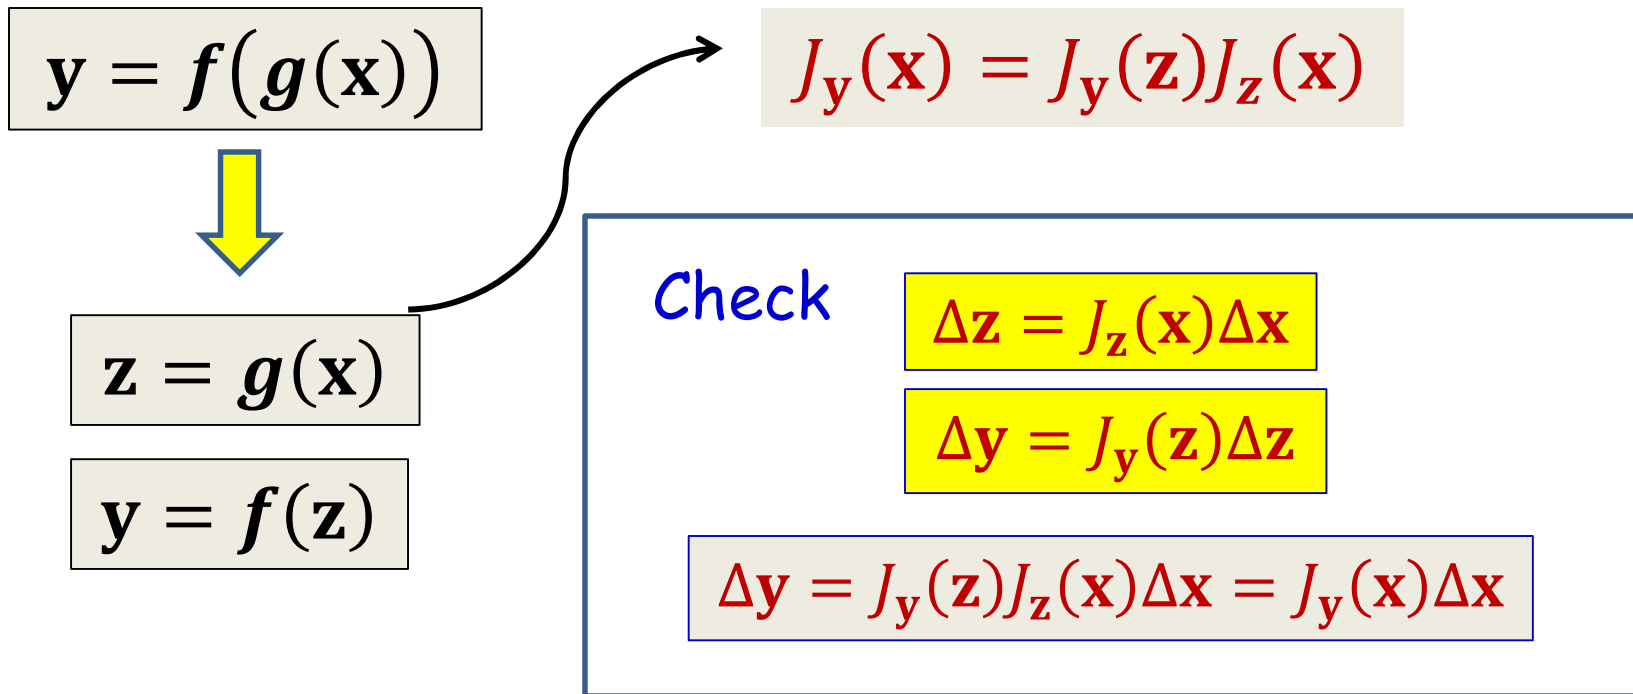 𝐲 = 𝒇(𝒈(𝐱))
J_𝐲(𝐱) = J_𝐲(𝐳)J_𝒛(𝐱)
𝐳 = 𝒈(𝐱)
𝐲 = 𝒇(𝐳)
Check
Δ𝐳 = J_𝐳(𝐱)Δ𝐱
Δ𝐲 = J_𝐲(𝐳)Δ𝐳
Δ𝐲 = J_𝐲(𝐳)J_𝐳(𝐱)Δ𝐱 = J_𝐲(𝐱)Δ𝐱